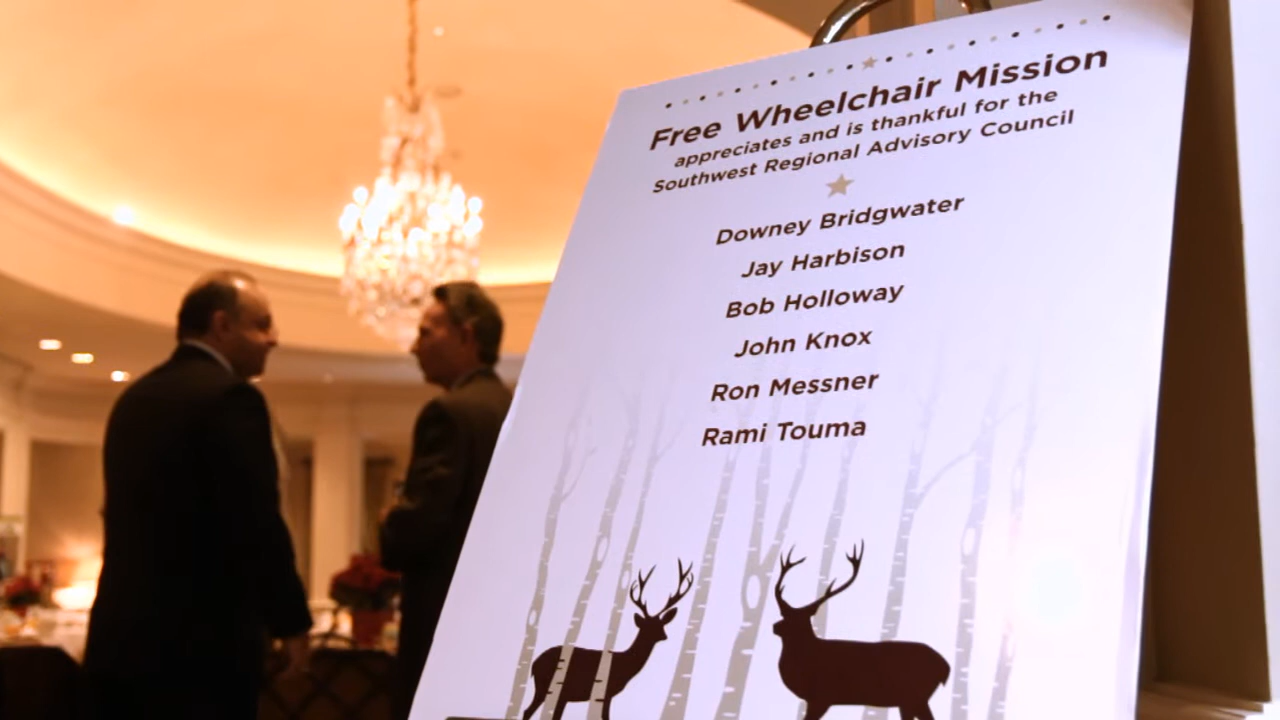 Free Wheelchair Mission
appreciates and is thankful for the
Southwest Regional Advisory Council
Downey Bridgwater
Jay Harbison
Bob Holloway
John Knox
Ron Messner
Rami Touma